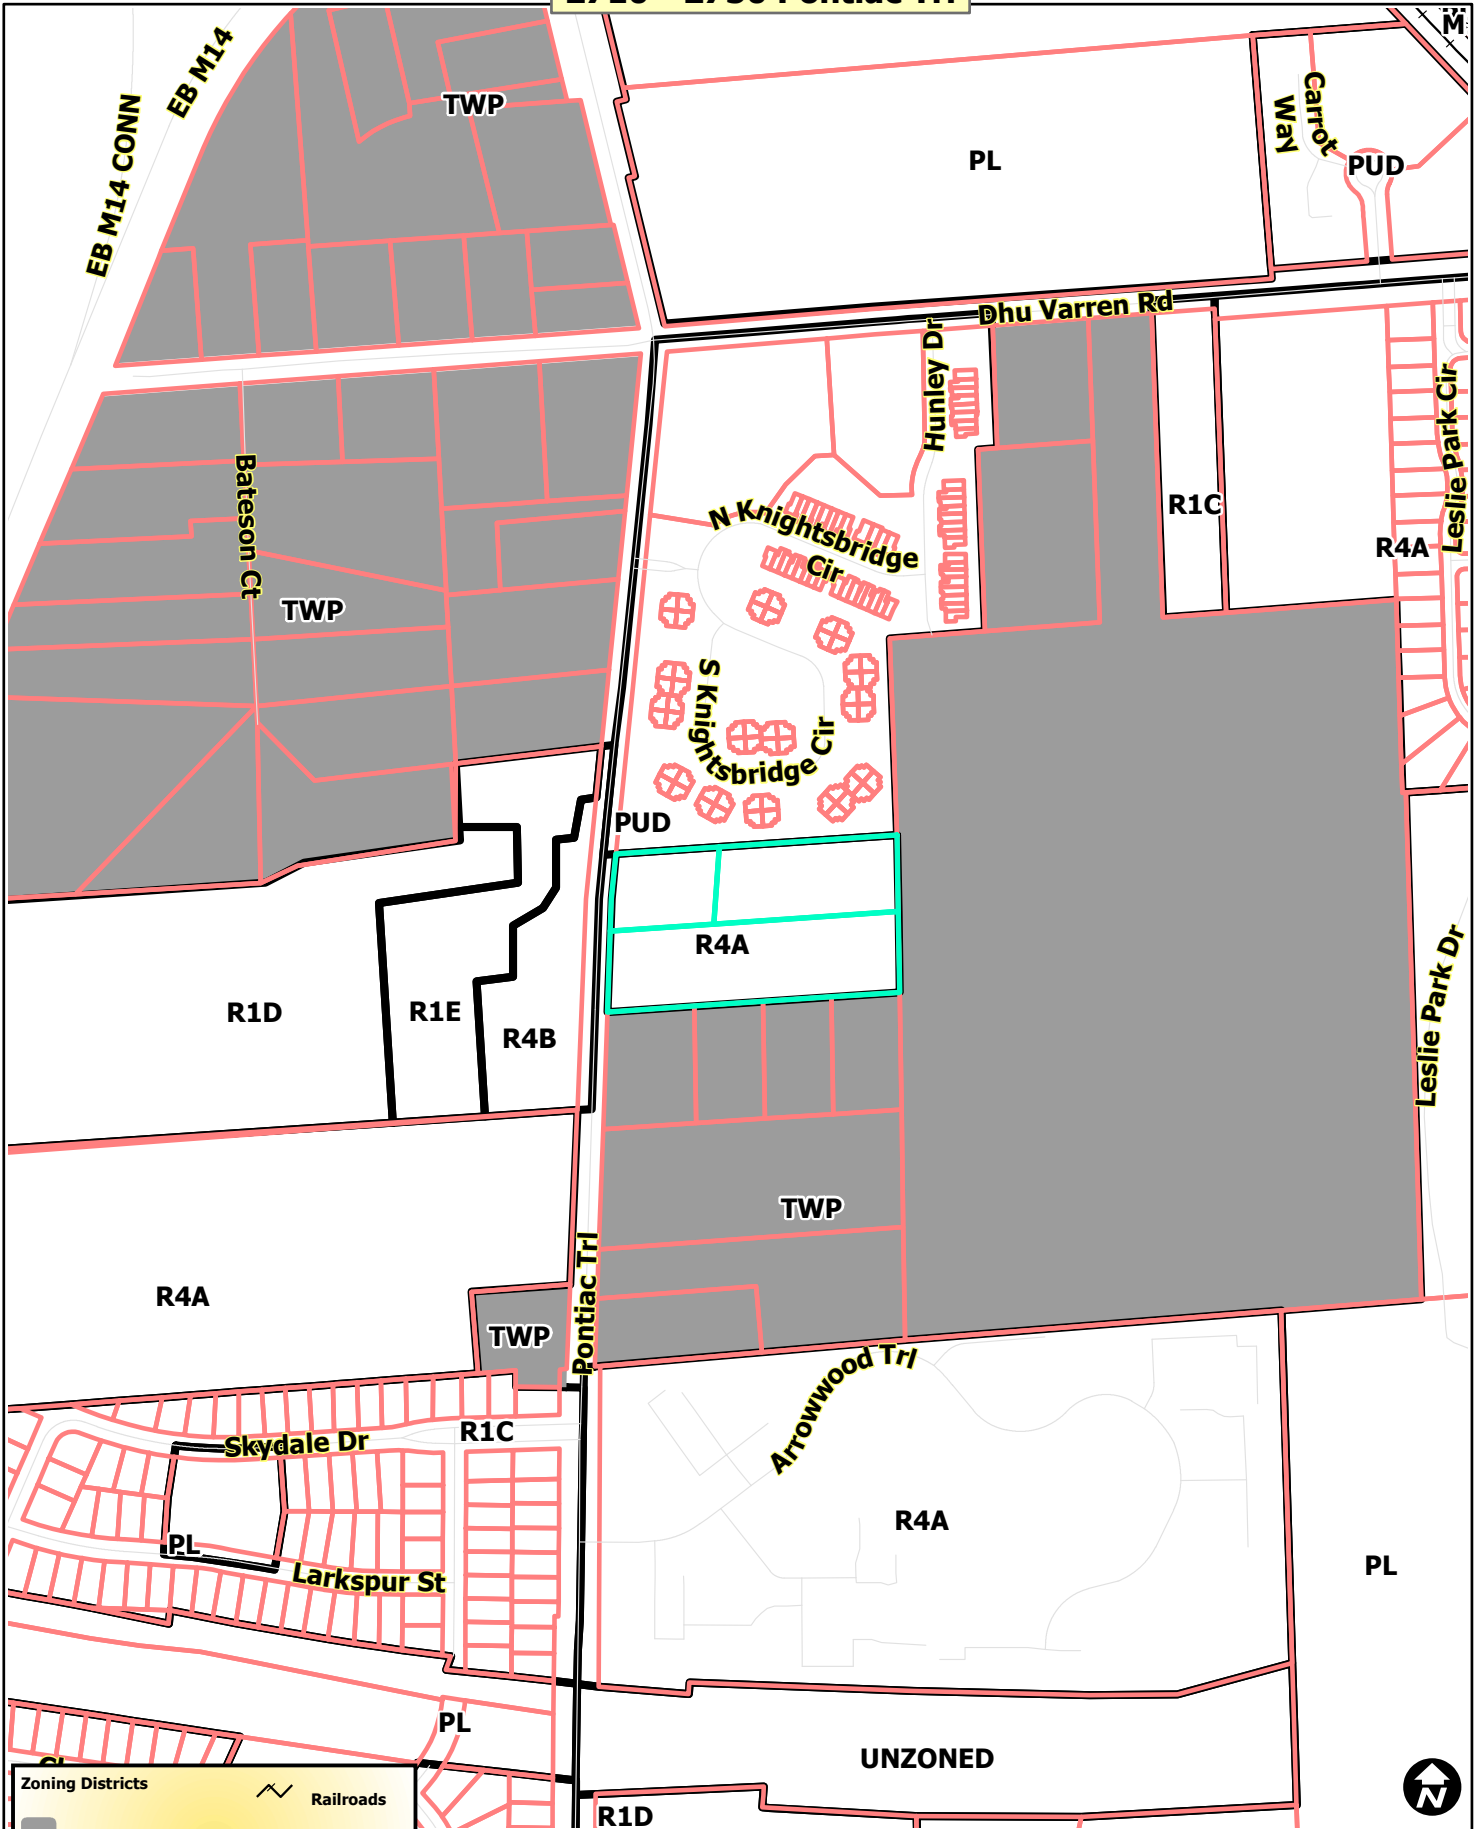 EB M14
EB M14 CONN
TWP
PL
Carrot
Way
PUD
M
Dhu Varren Rd
Hunley Dr
Leslie Park Cir
Bateson Ct
N Knightsbridge
Cir
R1C
R4A
TWP
S Knightsbridge Cir
PUD
R4A
R1D
R1E
R4B
Leslie Park Dr
TWP
R4A
Pontiac Trl
TWP
Arrowwood Trl
R1C
Skydale Dr
R4A
PL
PL
Larkspur St
PL
UNZONED
R1D
Zoning Districts
Railroads
N